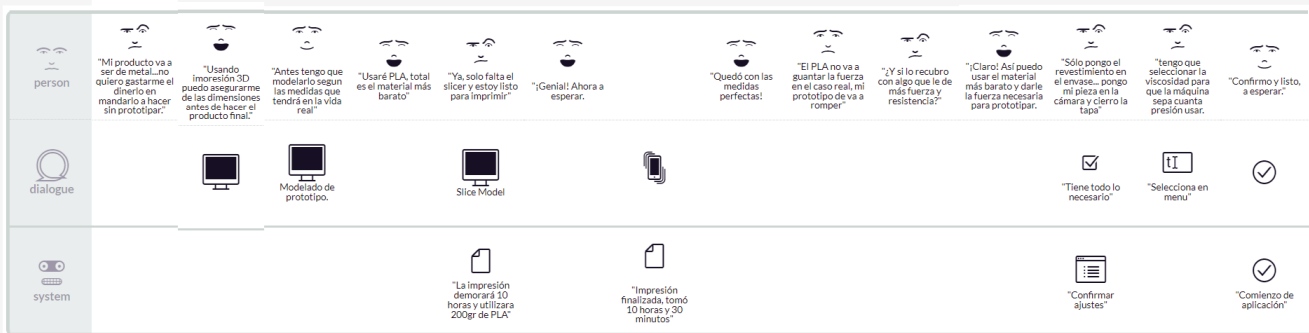 person
"Mi producto va a
ser de metal...no
quiero gastarme el
dinerlo en
mandarlo a hacer
sin prototipar."
"Usando
imoresión 3D
puedo asegurarme
de las dimensiones
antes de hacer el
producto final."
"Antes tengo que
modelarlo segun
las medidas que
tendrá en la vida
real"
"Usaré PLA, total
es el material más
barato"
"Ya, solo falta el
slicer y estoy listo
para imprimir"
"¡Genial! Ahora a
esperar.
"Quedó con las
medidas
perfectas!
"El PLA no va a
guantar la fuerza
en el caso real, mi
prototipo de va a
romper"
"¿Y si lo recubro
con algo que le de
más fuerza y
resistencia?"
"¡Claro! Así puedo
usar el material
más barato y darle
la fuerza necesaria
para prototipar.
"Sólo pongo el
revestimiento en
el envase... pongo
mi pieza en la
cámara y cierro la
tapa"
"tengo que
seleccionar la
viscosidad para
que la máquina
sepa cuanta
presión usar.
"Confirmo y listo,
a esperar."
dialogue
Modelado de
prototipo.
Slice Model
"Tiene todo lo
necesario"
"Selecciona en
menu"
system
"La impresión
demorará 10
horas y utilizara
200gr de PLA"
"Impresión
finalizada, tomó
10 horas y 30
minutos"
"Confirmar
ajustes"
"Comienzo de
aplicación"